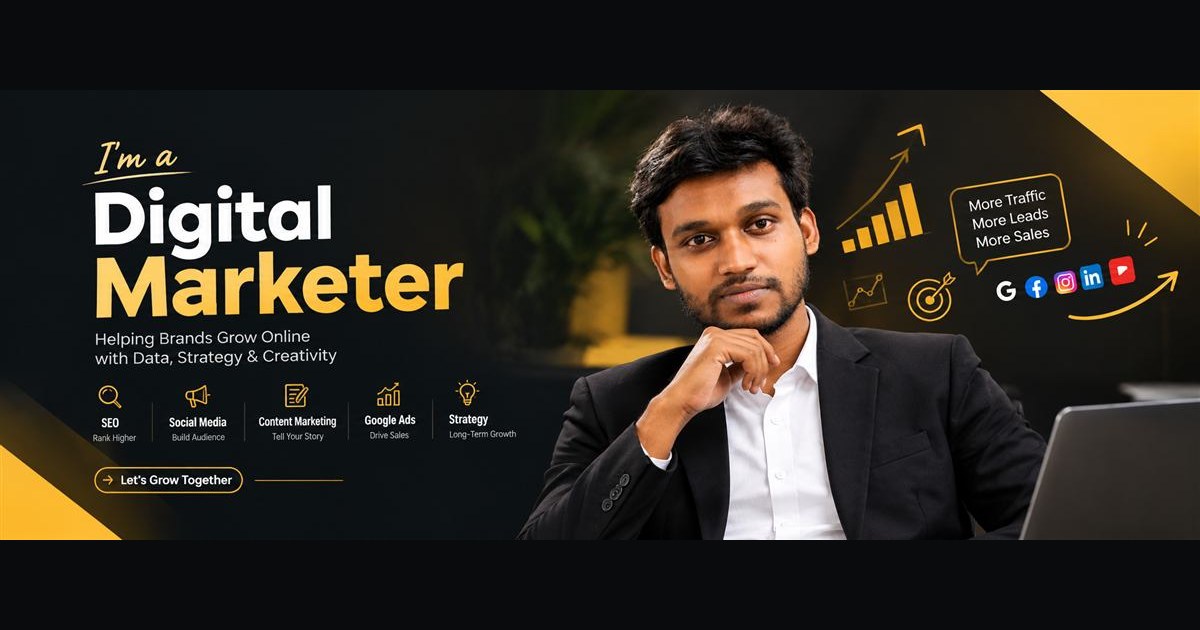 I'm a
Digital
Marketer
Helping Brands Grow Online
with Data, Strategy & Creativity
SEO
Rank Higher
Social Media
Build Audience
Content Marketing
Tell Your Story
Google Ads
Drive Sales
Strategy
Long-Term Growth
→ Let's Grow Together
More Traffic
More Leads
More Sales
G f in